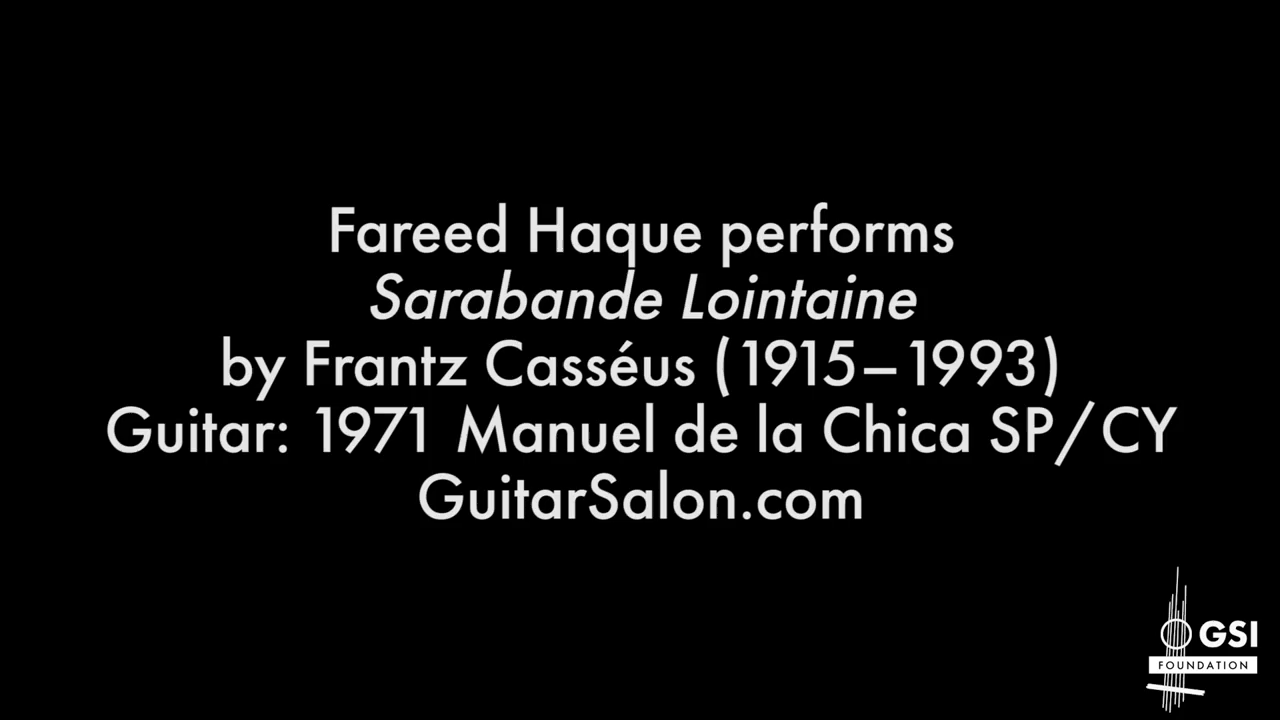 Fareed Haque performs
Sarabande Lointaine
by Frantz Casséus (1915–1993)
Guitar: 1971 Manuel de la Chica SP/CY
GuitarSalon.com
GSI
FOUNDATION